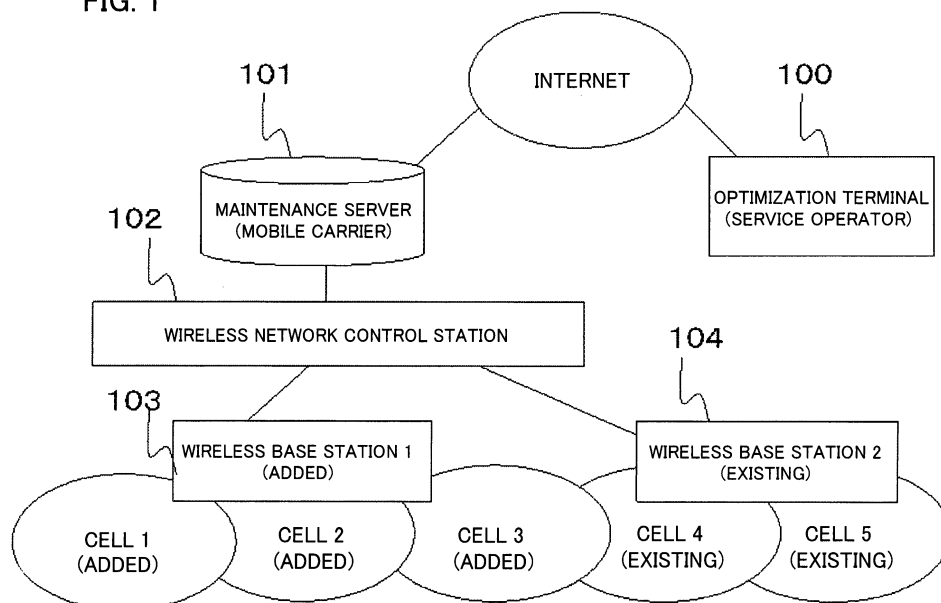 FIG. 1
101
INTERNET
100
MAINTENANCE SERVER
(MOBILE CARRIER)
OPTIMIZATION TERMINAL
(SERVICE OPERATOR)
102
WIRELESS NETWORK CONTROL STATION
104
103
WIRELESS BASE STATION 1
(ADDED)
WIRELESS BASE STATION 2
(EXISTING)
CELL 1
(ADDED)
CELL 2
(ADDED)
CELL 3
(ADDED)
CELL 4
(EXISTING)
CELL 5
(EXISTING)